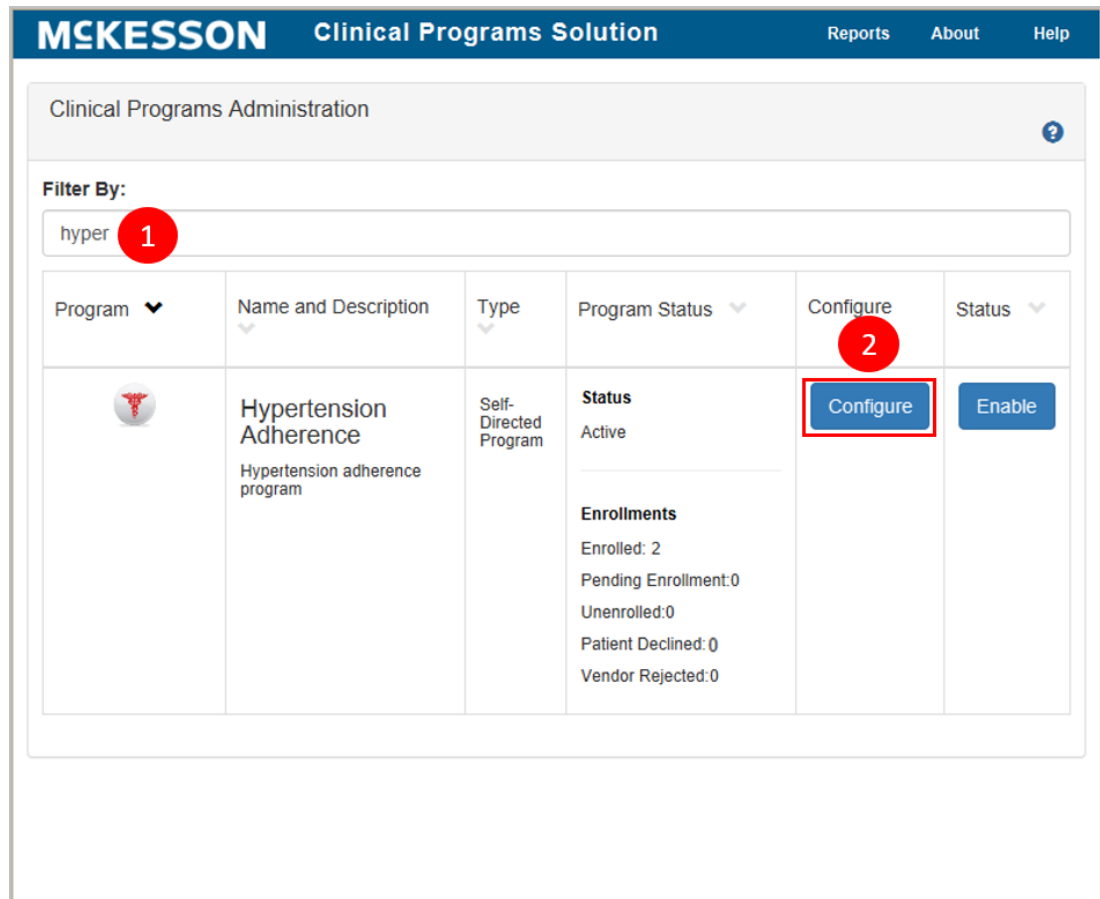 MCKESSON Clinical Programs Solution Reports About Help
Clinical Programs Administration
?
Filter By:
hyper 1
Program Name and Description Type Program Status Configure Status
2
Hypertension
Adherence
Hypertension adherence
program
Self-
Directed
Program
Status
Active
Enrollments
Enrolled: 2
Pending Enrollment:0
Unenrolled:0
Patient Declined: 0
Vendor Rejected:0
Configure
Enable